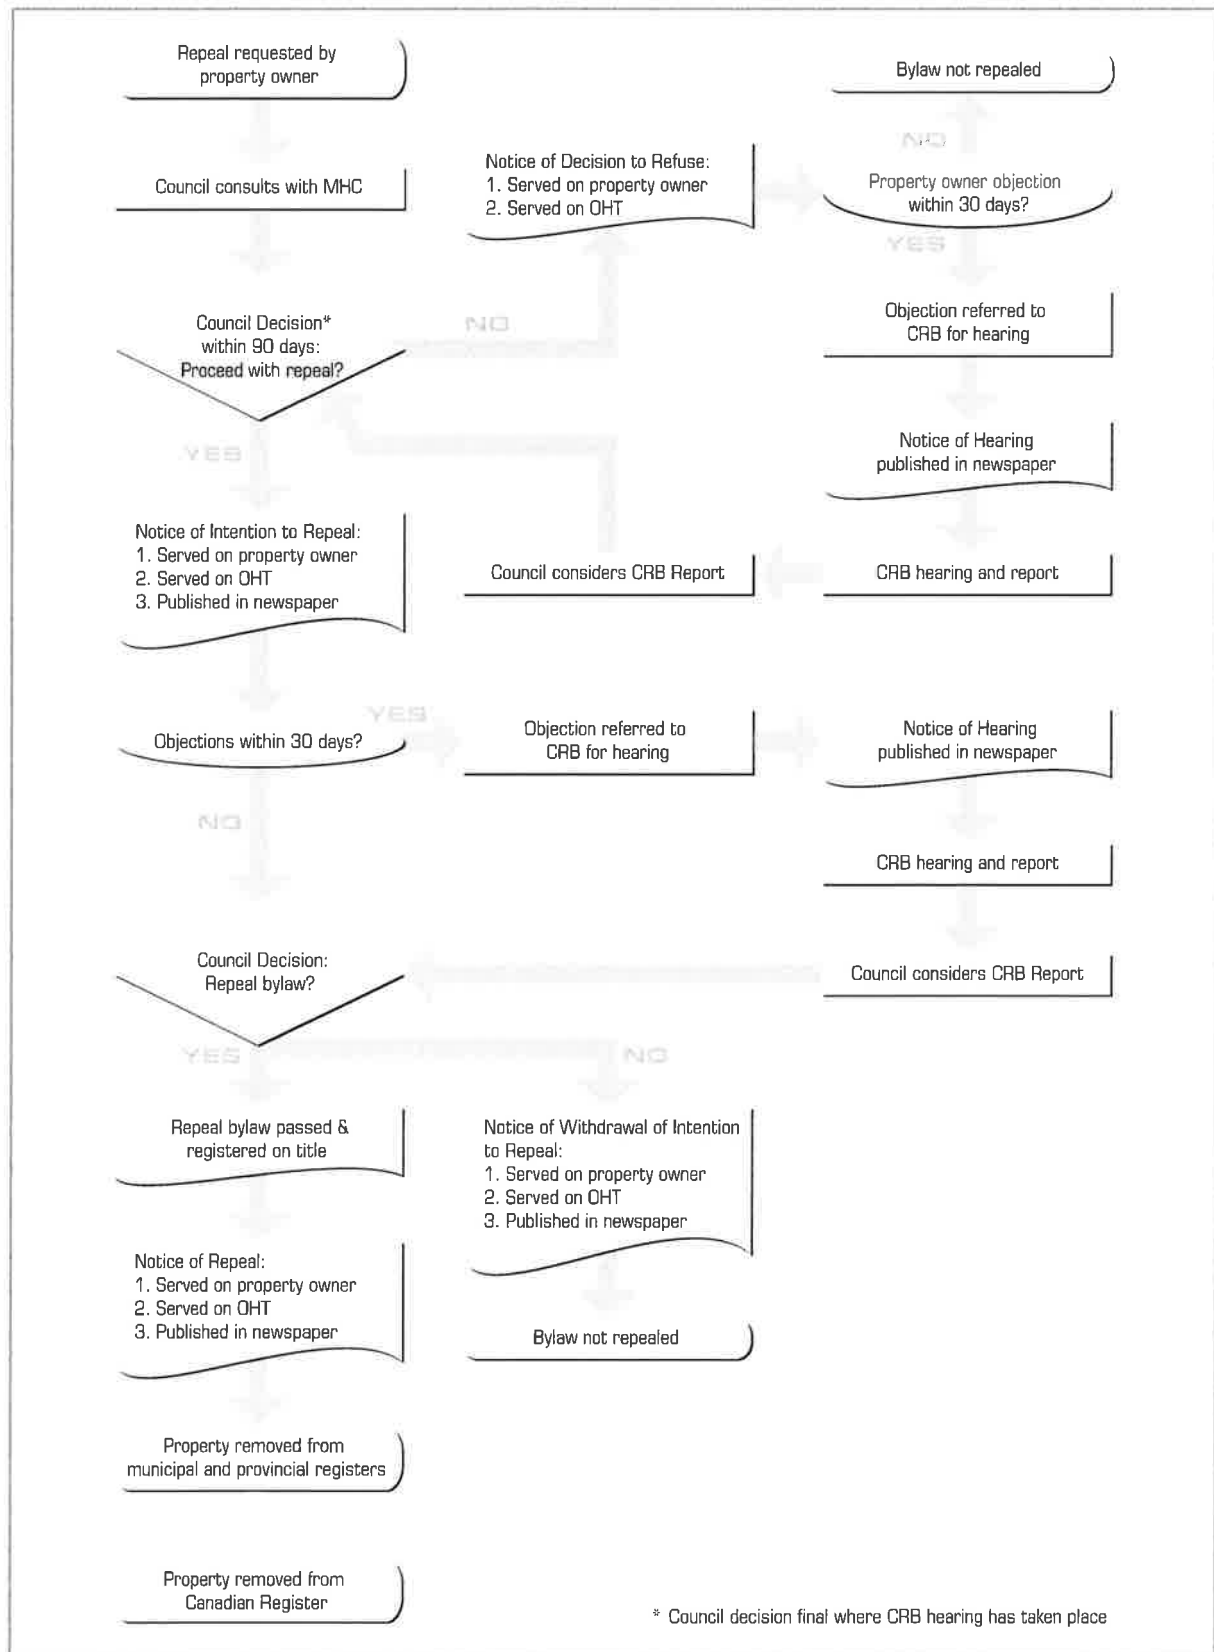 Repeal requested by
property owner
Bylaw not repealed
NO
Council consults with MHC
Notice of Decision to Refuse:
1. Served on property owner
2. Served on OHT
Property owner objection
within 30 days?
YES
Council Decision*
within 90 days:
Proceed with repeal?
NO
Objection referred to
CRB for hearing
YES
Notice of Hearing
published in newspaper
Notice of Intention to Repeal:
1. Served on property owner
2. Served on OHT
3. Published in newspaper
Council considers CRB Report
CRB hearing and report
Objections within 30 days?
YES
Objection referred to
CRB for hearing
Notice of Hearing
published in newspaper
NO
CRB hearing and report
Council Decision:
Repeal bylaw?
Council considers CRB Report
YES
NO
Repeal bylaw passed &
registered on title
Notice of Withdrawal of Intention
to Repeal:
1. Served on property owner
2. Served on OHT
3. Published in newspaper
Notice of Repeal:
1. Served on property owner
2. Served on OHT
3. Published in newspaper
Bylaw not repealed
Property removed from
municipal and provincial registers
Property removed from
Canadian Register
* Council decision final where CRB hearing has taken place